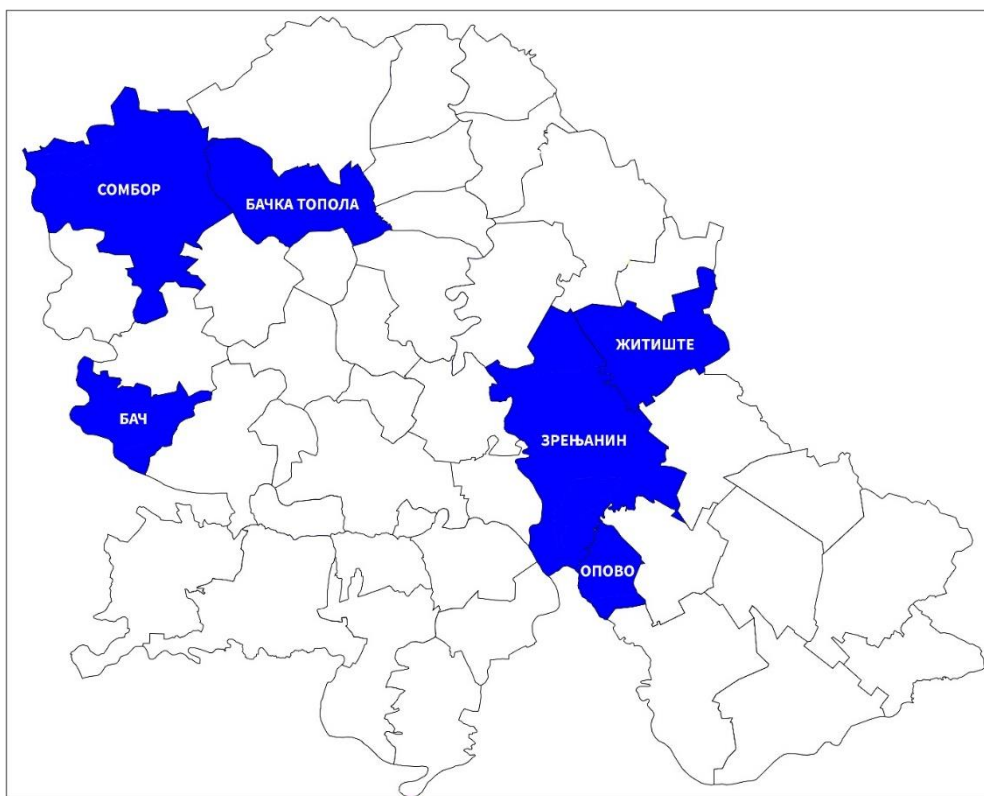 СОМБОР
БАЧКА ТОПОЛА
ЖИТИШТЕ
БАЧ
ЗРЕЊАНИН
ОПОВО